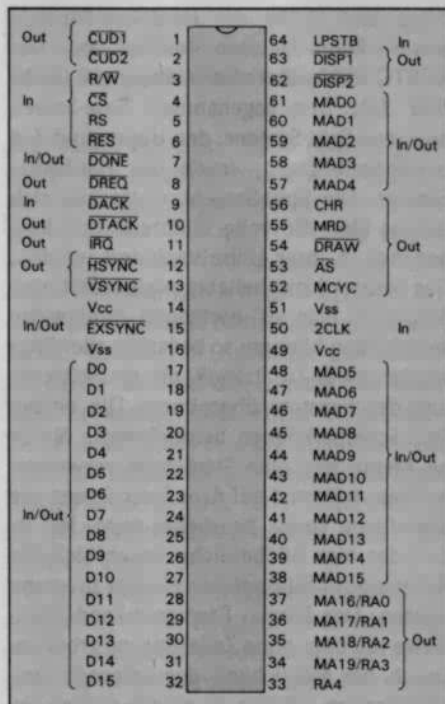 Out CUD1 1 64 LPSTB In
CUD2 2 63 DISP1 Out
R/W 3 62 DISP2
In CS 4 61 MAD0
RS 5 60 MAD1
RES 6 59 MAD2 In/Out
In/Out DONE 7 58 MAD3
Out DREQ 8 57 MAD4
In DACK 9 56 CHR
Out DTACK 10 55 MRD
Out IRQ 11 54 DRAW Out
Out HSYNC 12 53 AS
VSYNC 13 52 MCYC
Vcc 14 51 Vss
In/Out EXSYNC 15 50 2CLK In
Vss 16 49 Vcc
D0 17 48 MAD5
D1 18 47 MAD6
D2 19 46 MAD7
D3 20 45 MAD8
D4 21 44 MAD9 In/Out
D5 22 43 MAD10
D6 23 42 MAD11
In/Out D7 24 41 MAD12
D8 25 40 MAD13
D9 26 39 MAD14
D10 27 38 MAD15
D11 28 37 MA16/RA0
D12 29 36 MA17/RA1
D13 30 35 MA18/RA2 Out
D14 31 34 MA19/RA3
D15 32 33 RA4